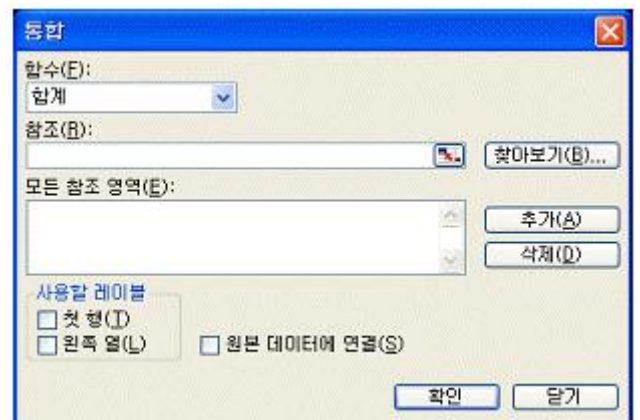 통합
함수(F):
합계
참조(R):
찾아보기(B)...
모든 참조 영역(E):
추가(A)
삭제(D)
사용할 레이블
첫 행(T)
왼쪽 열(L)
원본 데이터에 연결(S)
확인
닫기